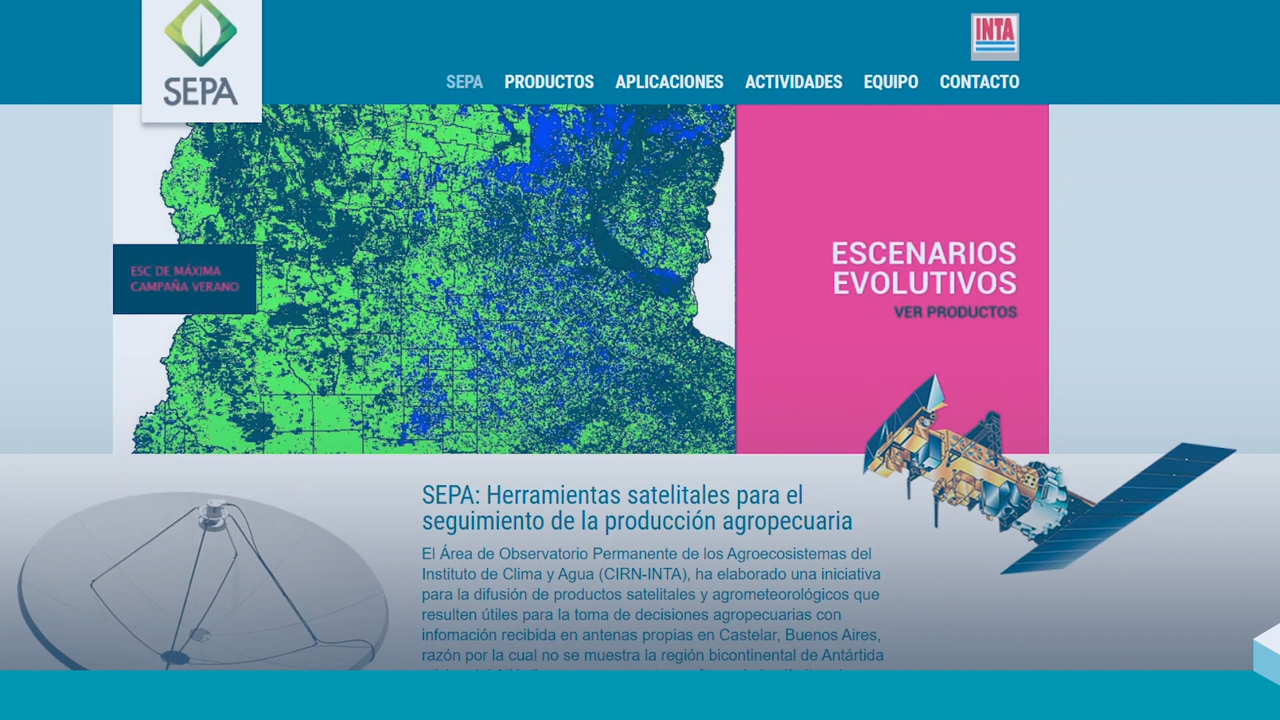 SEPA
INTA
SEPA PRODUCTOS APLICACIONES ACTIVIDADES EQUIPO CONTACTO
ESC DE MÁXIMA
CAMPAÑA VERANO
ESCENARIOS
EVOLUTIVOS
VER PRODUCTOS
SEPA: Herramientas satelitales para el
seguimiento de la producción agropecuaria
El Área de Observatorio Permanente de los Agroecosistemas del
Instituto de Clima y Agua (CIRN-INTA), ha elaborado una iniciativa
para la difusión de productos satelitales y agrometeorológicos que
resulten útiles para la toma de decisiones agropecuarias con
infomación recibida en antenas propias en Castelar, Buenos Aires,
razón por la cual no se muestra la región bicontinental de Antártida